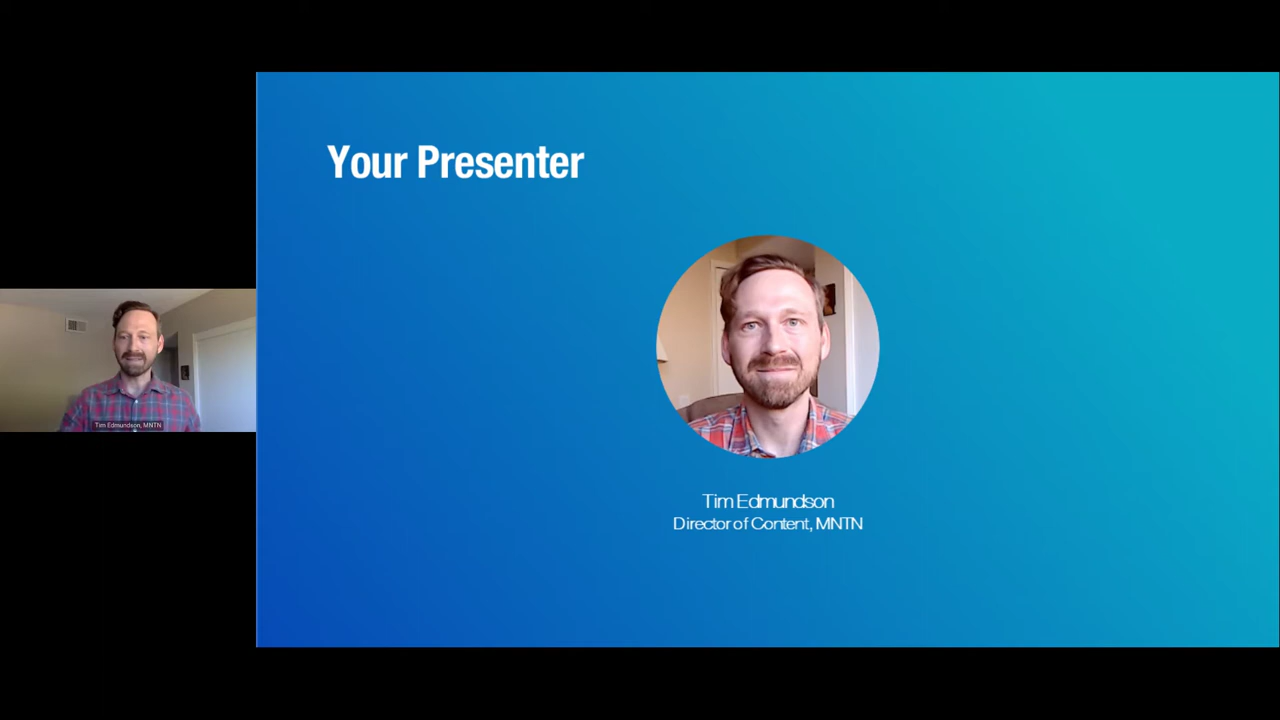 Your Presenter
Tim Edmundson, MNTN
Tim Edmundson
Director of Content, MNTN